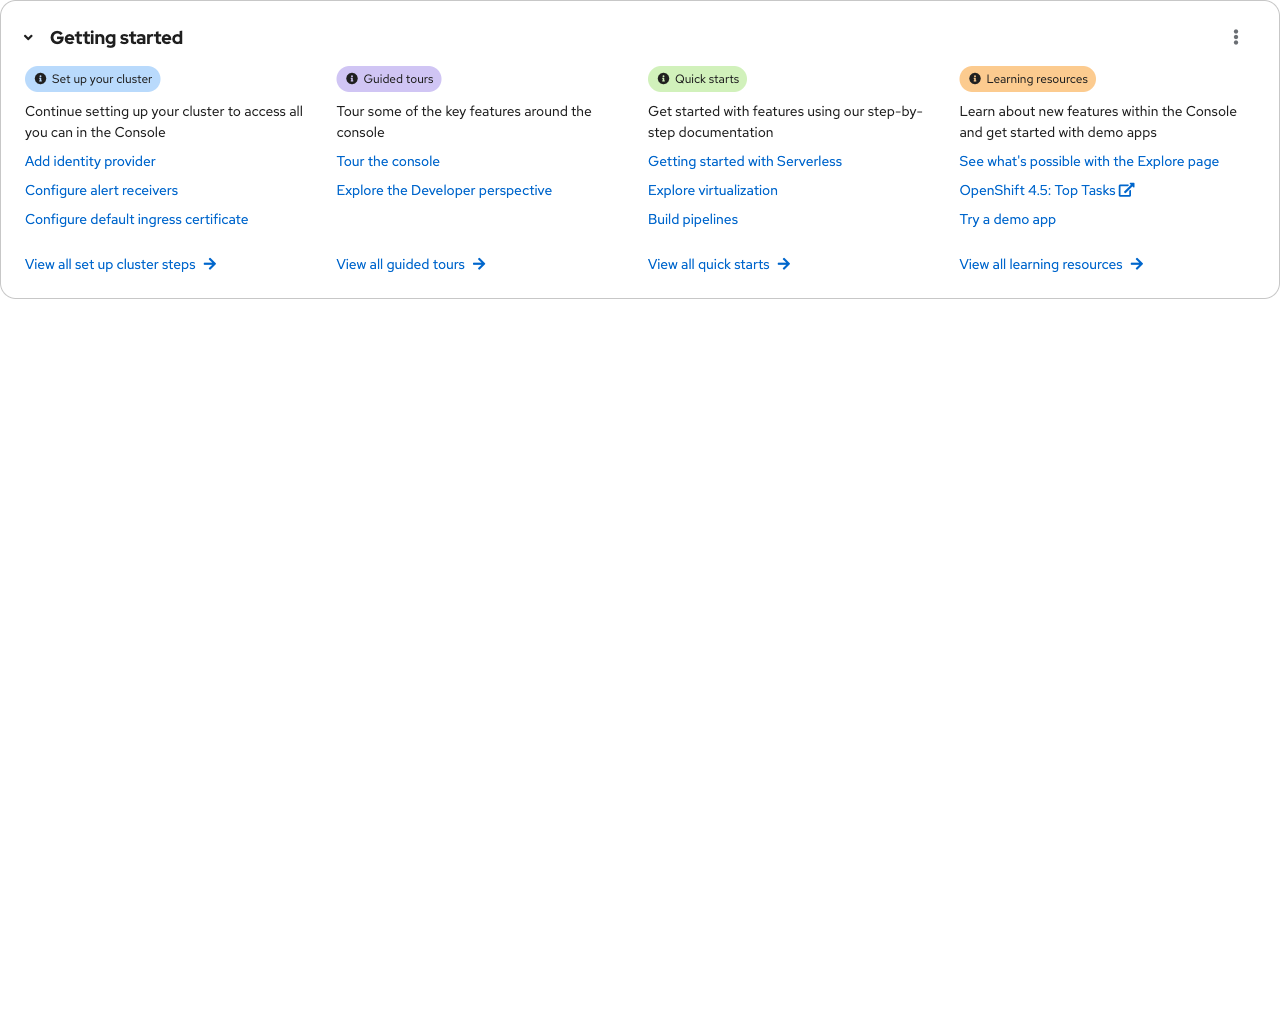 Getting started
Set up your cluster
Continue setting up your cluster to access all
you can in the Console
Add identity provider
Configure alert receivers
Configure default ingress certificate
View all set up cluster steps
Guided tours
Tour some of the key features around the
console
Tour the console
Explore the Developer perspective
View all guided tours
Quick starts
Get started with features using our step-by-
step documentation
Getting started with Serverless
Explore virtualization
Build pipelines
View all quick starts
Learning resources
Learn about new features within the Console
and get started with demo apps
See what's possible with the Explore page
OpenShift 4.5: Top Tasks
Try a demo app
View all learning resources